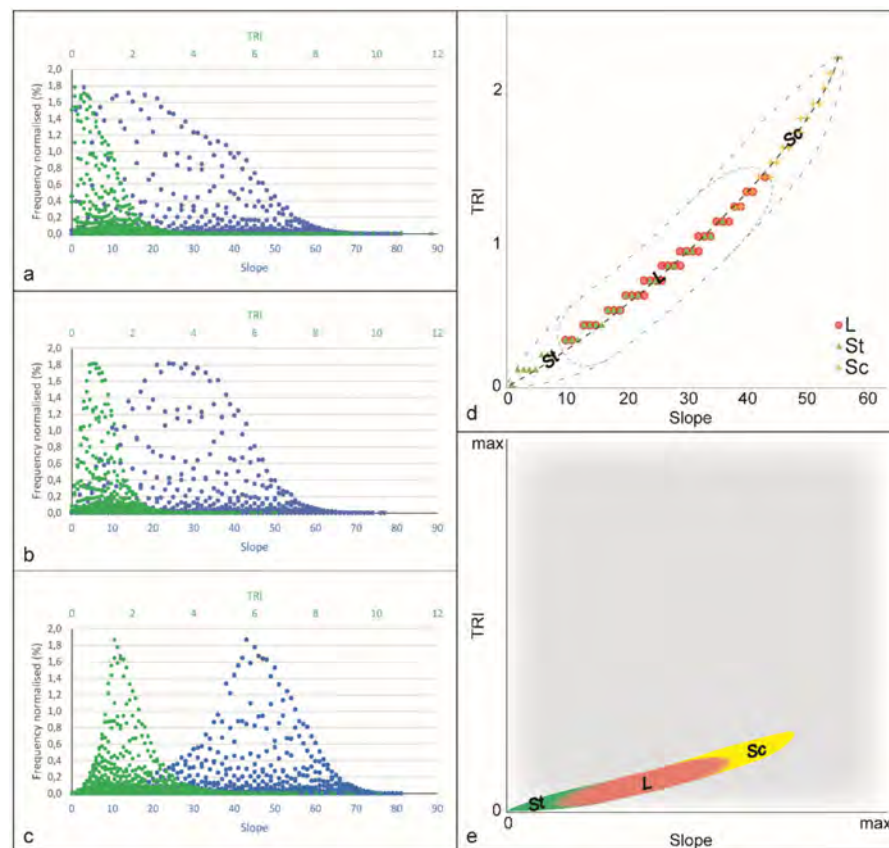 TRI
0 2 4 6 8 10 12
2,0
1,8
1,6
1,4
1,2
1,0
0,8
0,6
0,4
0,2
0,0
Frequency normalised (%)
0 10 20 30 40 50 60 70 80 90
Slope
a
TRI
0 2 4 6 8 10 12
2,0
1,8
1,6
1,4
1,2
1,0
0,8
0,6
0,4
0,2
0,0
Frequency normalised (%)
0 10 20 30 40 50 60 70 80 90
Slope
b
TRI
0 2 4 6 8 10 12
2,0
1,8
1,6
1,4
1,2
1,0
0,8
0,6
0,4
0,2
0,0
Frequency normalised (%)
0 10 20 30 40 50 60 70 80 90
Slope
c
2
1
0
TRI
Sc
L
St
L
St
Sc
0 10 20 30 40 50 60
Slope
d
max
TRI
0
St
L
Sc
0 max
Slope
e